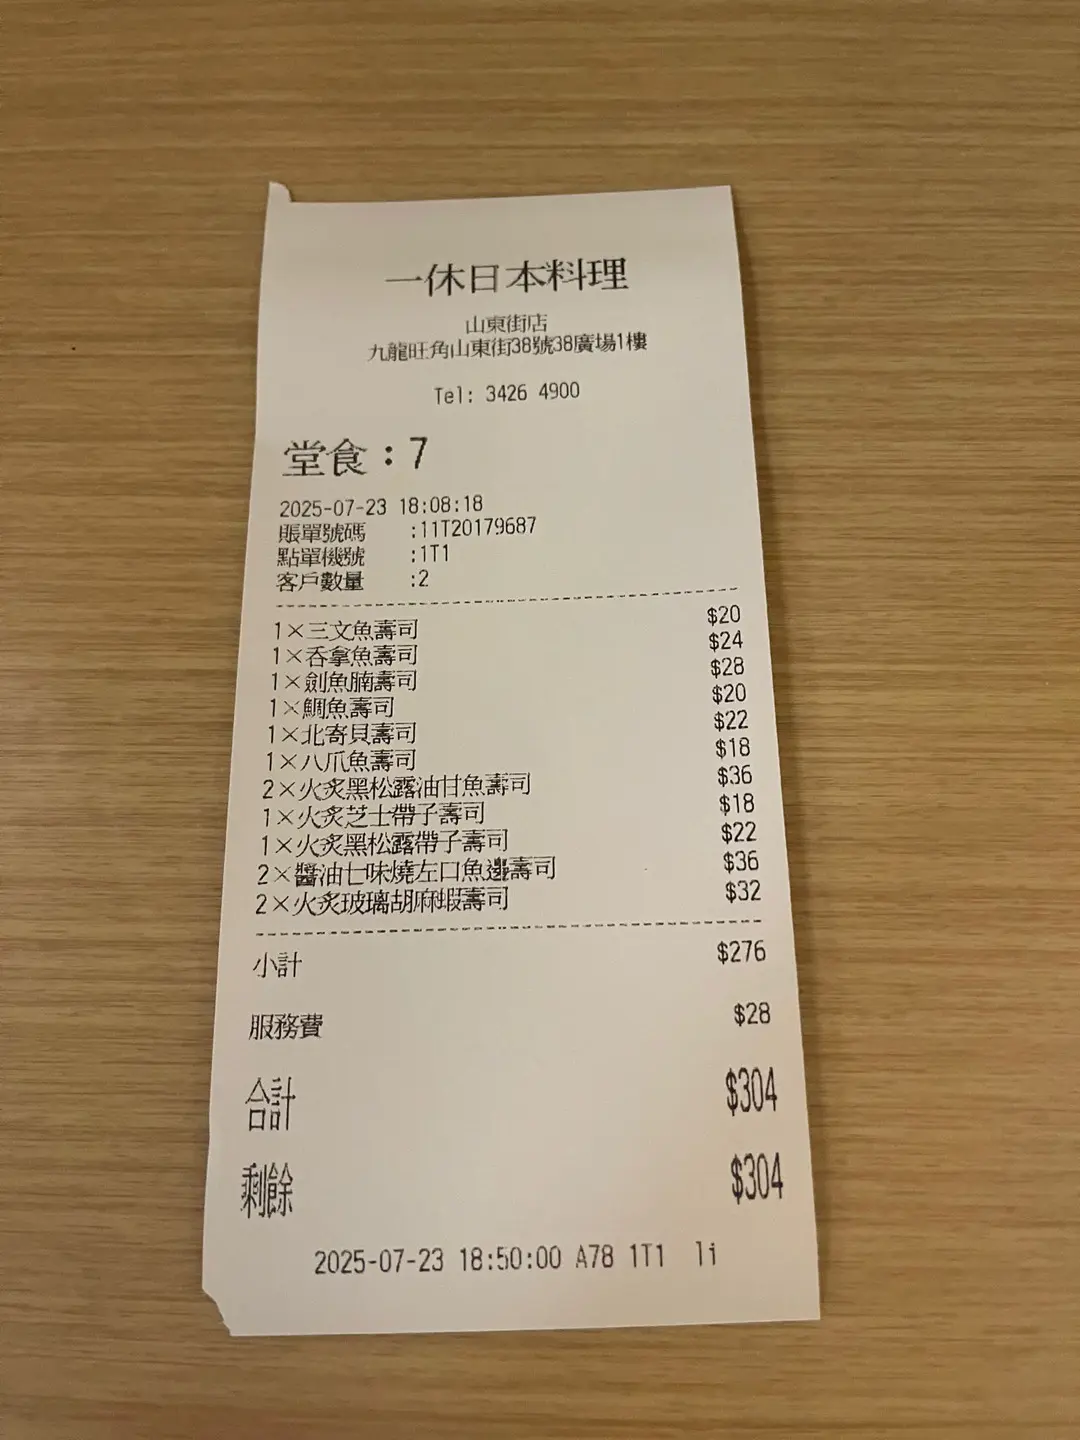 一休日本料理
山東街店
九龍旺角山東街38號38廣場1樓
Tel: 3426 4900
堂食：7
2025-07-23 18:08:18
賬單號碼 :11T20179687
點單機號 :1T1
客戶數量 :2
1×三文魚壽司 $20
1×吞拿魚壽司 $24
1×劍魚腩壽司 $28
1×鯛魚壽司 $20
1×北寄貝壽司 $22
1×八爪魚壽司 $18
2×火炙黑松露油甘魚壽司 $36
1×火炙芝士帶子壽司 $18
1×火炙黑松露帶子壽司 $22
2×醬油七味燒左口魚邊壽司 $36
2×火炙玻璃胡麻蝦壽司 $32
小計 $276
服務費 $28
合計 $304
剩餘 $304
2025-07-23 18:50:00 A78 1T1 li